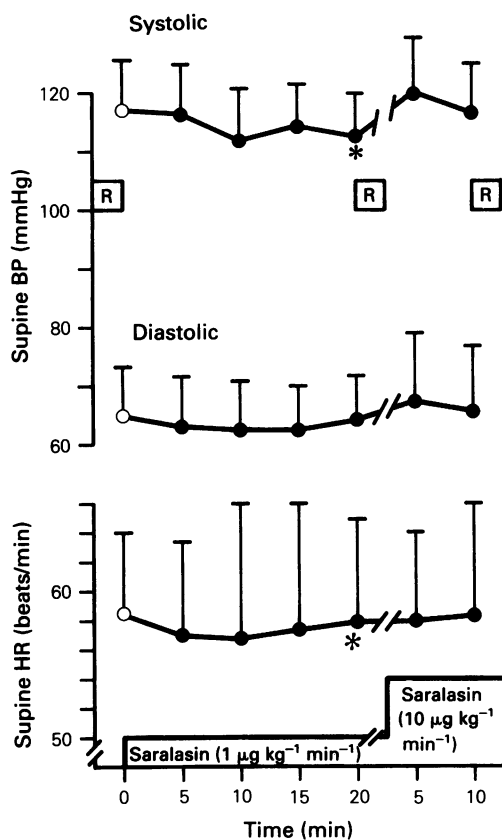 Systolic
120
R
R
R
100
Supine BP (mmHg)
80
Diastolic
*
60
Supine HR (beats/min)
60
*
50
Saralasin (1 μg kg⁻¹ min⁻¹)
Saralasin
(10 μg kg⁻¹
min⁻¹)
0 5 10 15 20 5 10
Time (min)